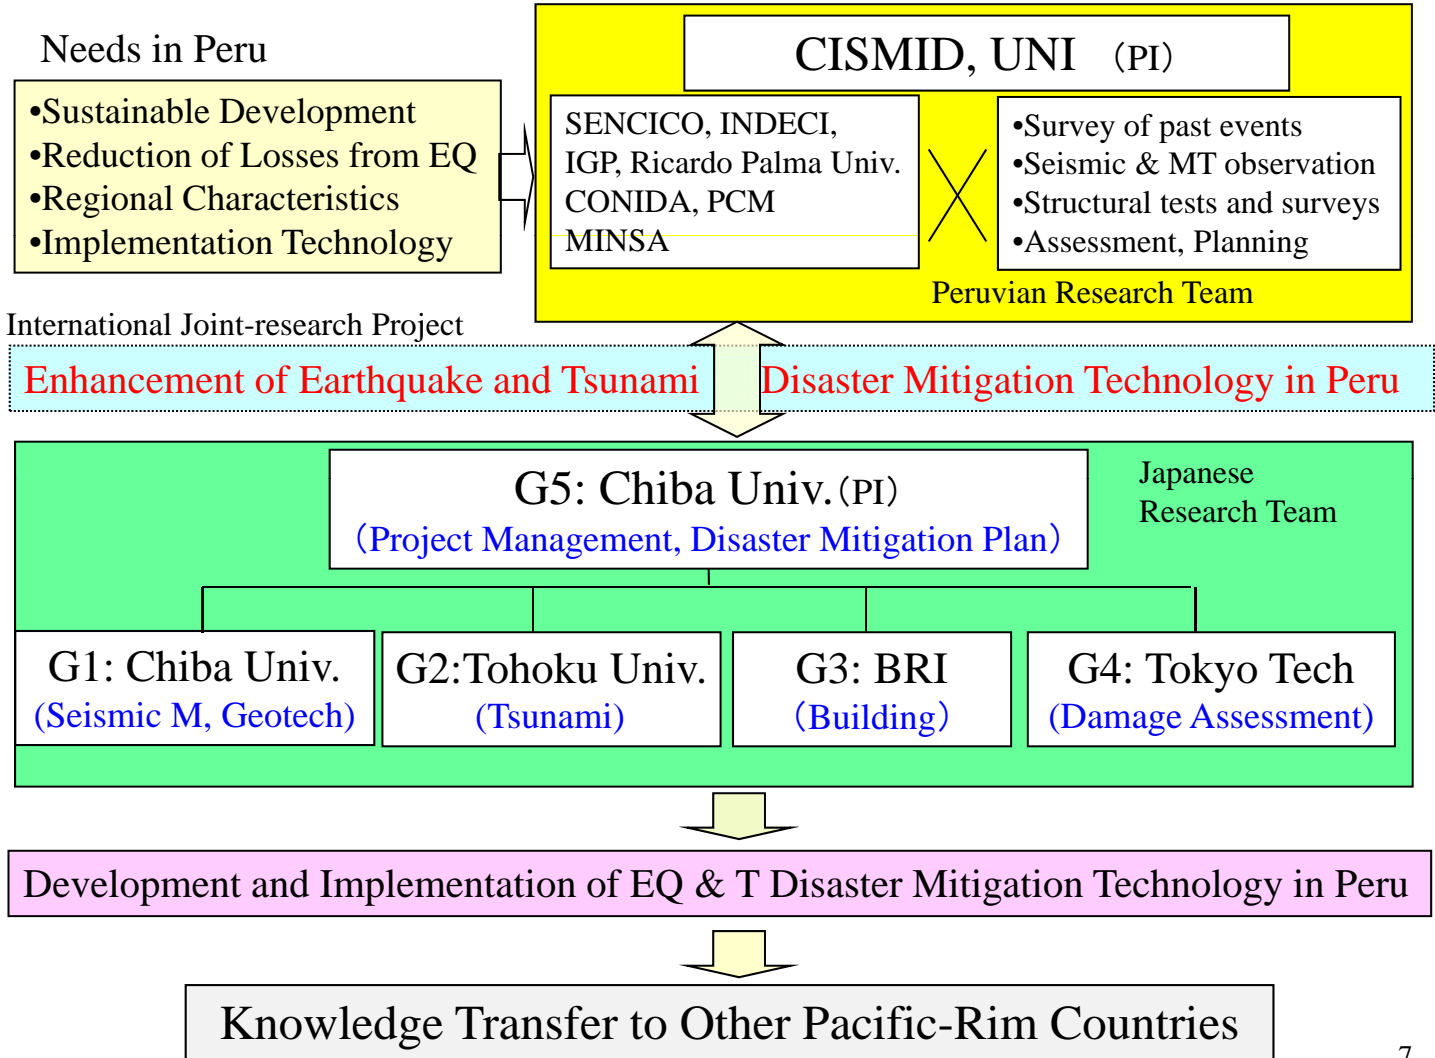 Needs in Peru
•Sustainable Development
•Reduction of Losses from EQ
•Regional Characteristics
•Implementation Technology
CISMID, UNI （PI）
SENCICO, INDECI,
IGP, Ricardo Palma Univ.
CONIDA, PCM
MINSA
•Survey of past events
•Seismic & MT observation
•Structural tests and surveys
•Assessment, Planning
Peruvian Research Team
International Joint-research Project
Enhancement of Earthquake and Tsunami Disaster Mitigation Technology in Peru
G5: Chiba Univ.（PI）
（Project Management, Disaster Mitigation Plan）
Japanese
Research Team
G1: Chiba Univ.
(Seismic M, Geotech)
G2:Tohoku Univ.
(Tsunami)
G3: BRI
（Building）
G4: Tokyo Tech
(Damage Assessment)
Development and Implementation of EQ & T Disaster Mitigation Technology in Peru
Knowledge Transfer to Other Pacific-Rim Countries
7